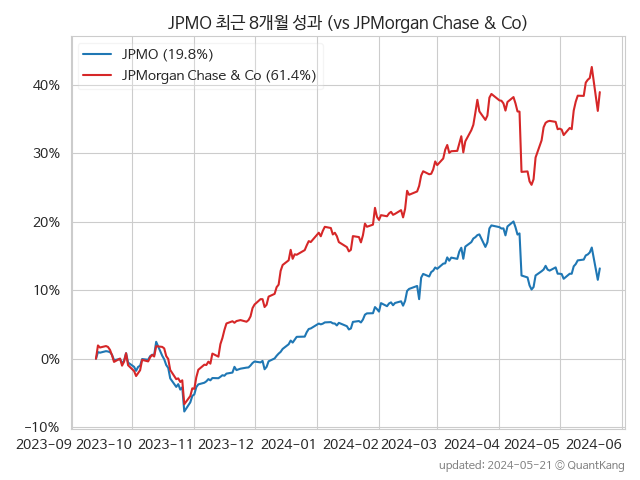 JPMO 최근 8개월 성과 (vs JPMorgan Chase & Co)
JPMO (19.8%)
JPMorgan Chase & Co (61.4%)
40%
30%
20%
10%
0%
−10%
2023-09 2023-10 2023-11 2023-12 2024-01 2024-02 2024-03 2024-04 2024-05 2024-06
updated: 2024-05-21 © QuantKang